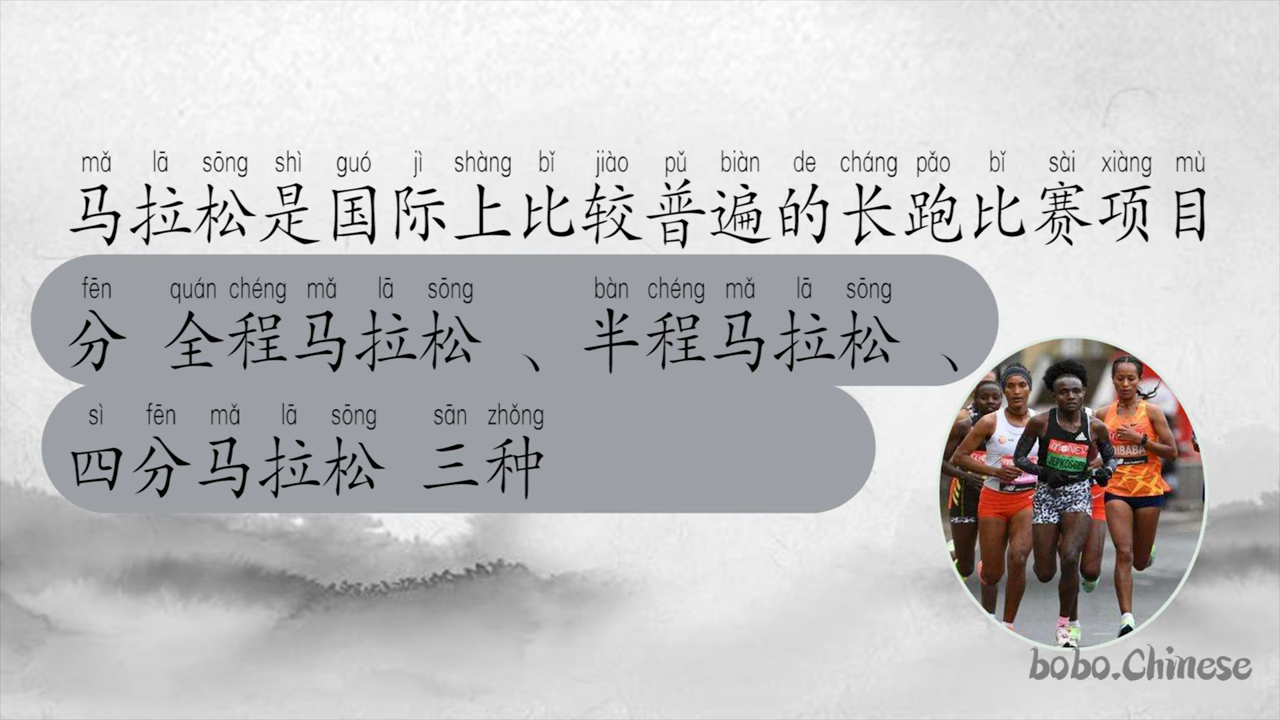 mǎ lā sōng shì guó jì shàng bǐ jiào pǔ biàn de cháng pǎo bǐ sài xiàng mù
马拉松是国际上比较普遍的长跑比赛项目
fēn quán chéng mǎ lā sōng bàn chéng mǎ lā sōng
分 全程马拉松 、半程马拉松 、
sì fēn mǎ lā sōng sān zhǒng
四分马拉松 三种
JEPKOSGEI
DIBABA
bobo.Chinese